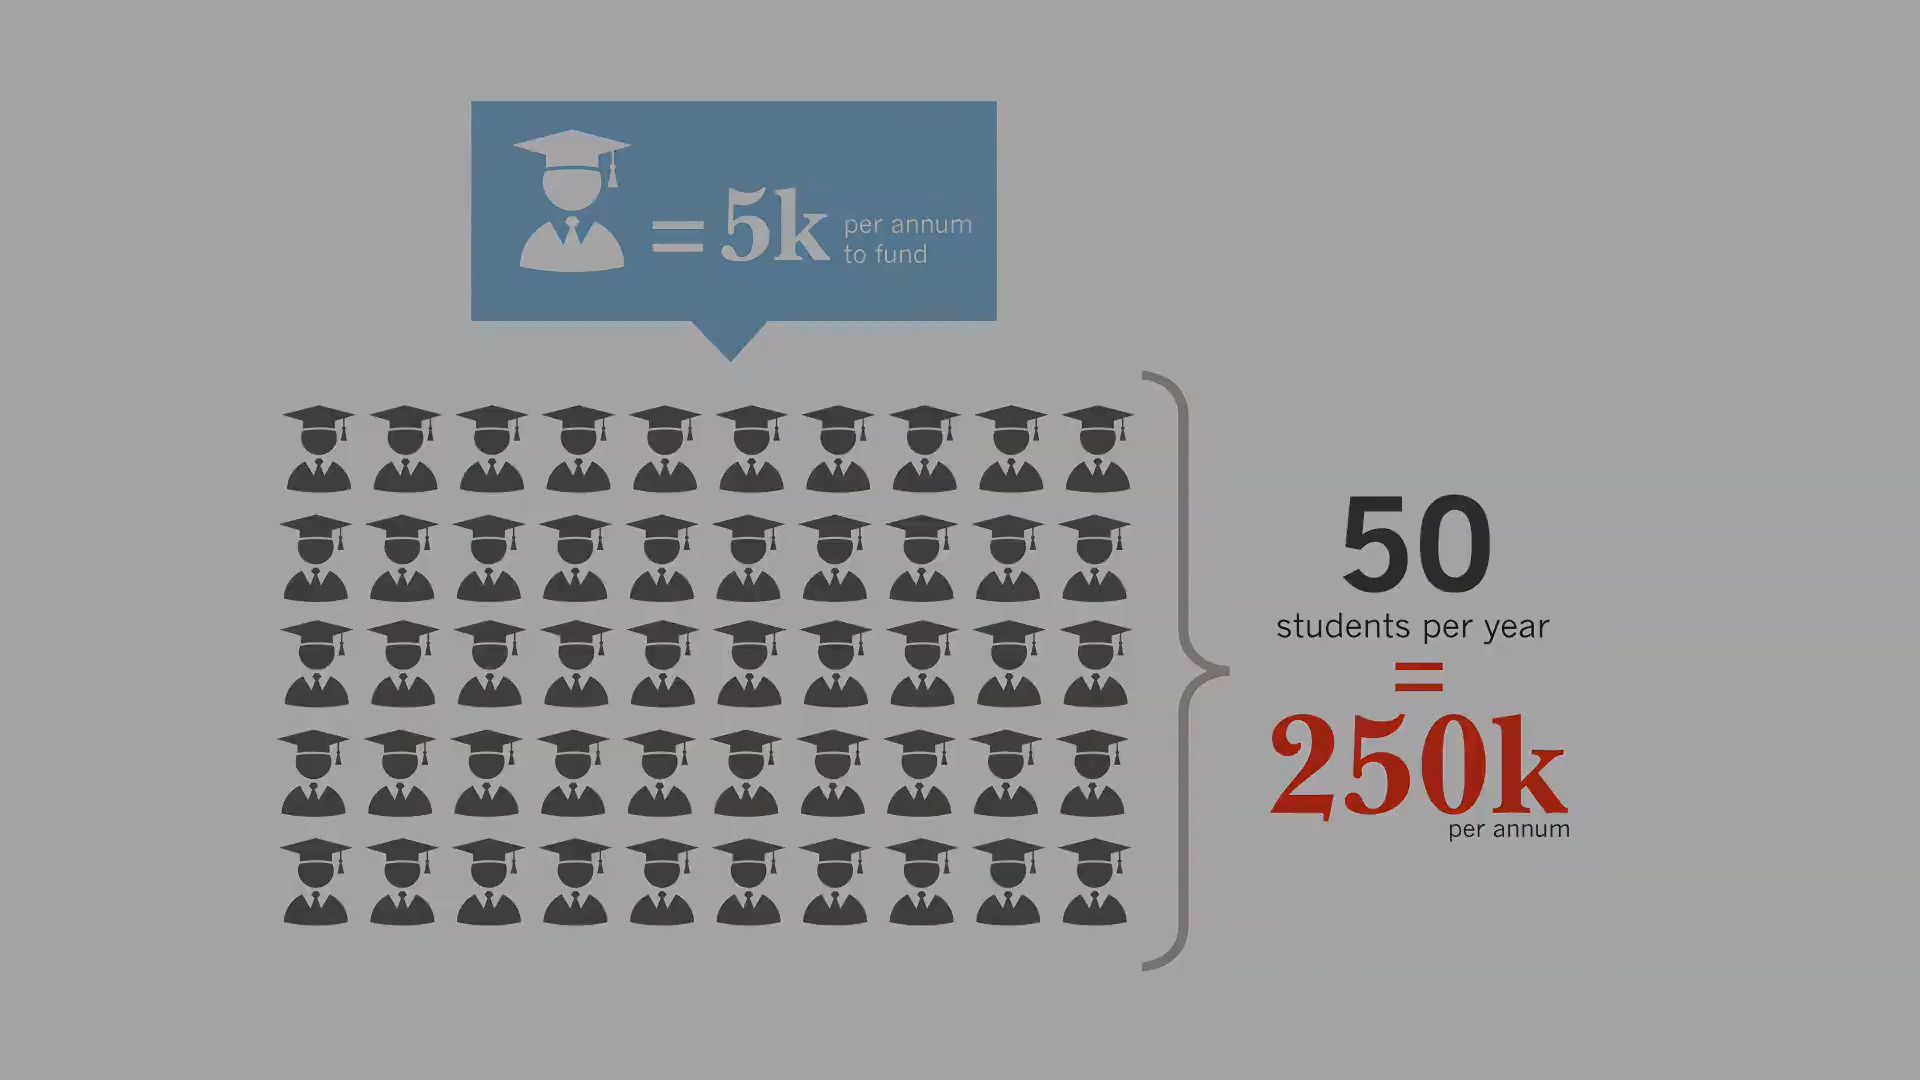 = 5k per annum
to fund
50
students per year
=
250k
per annum